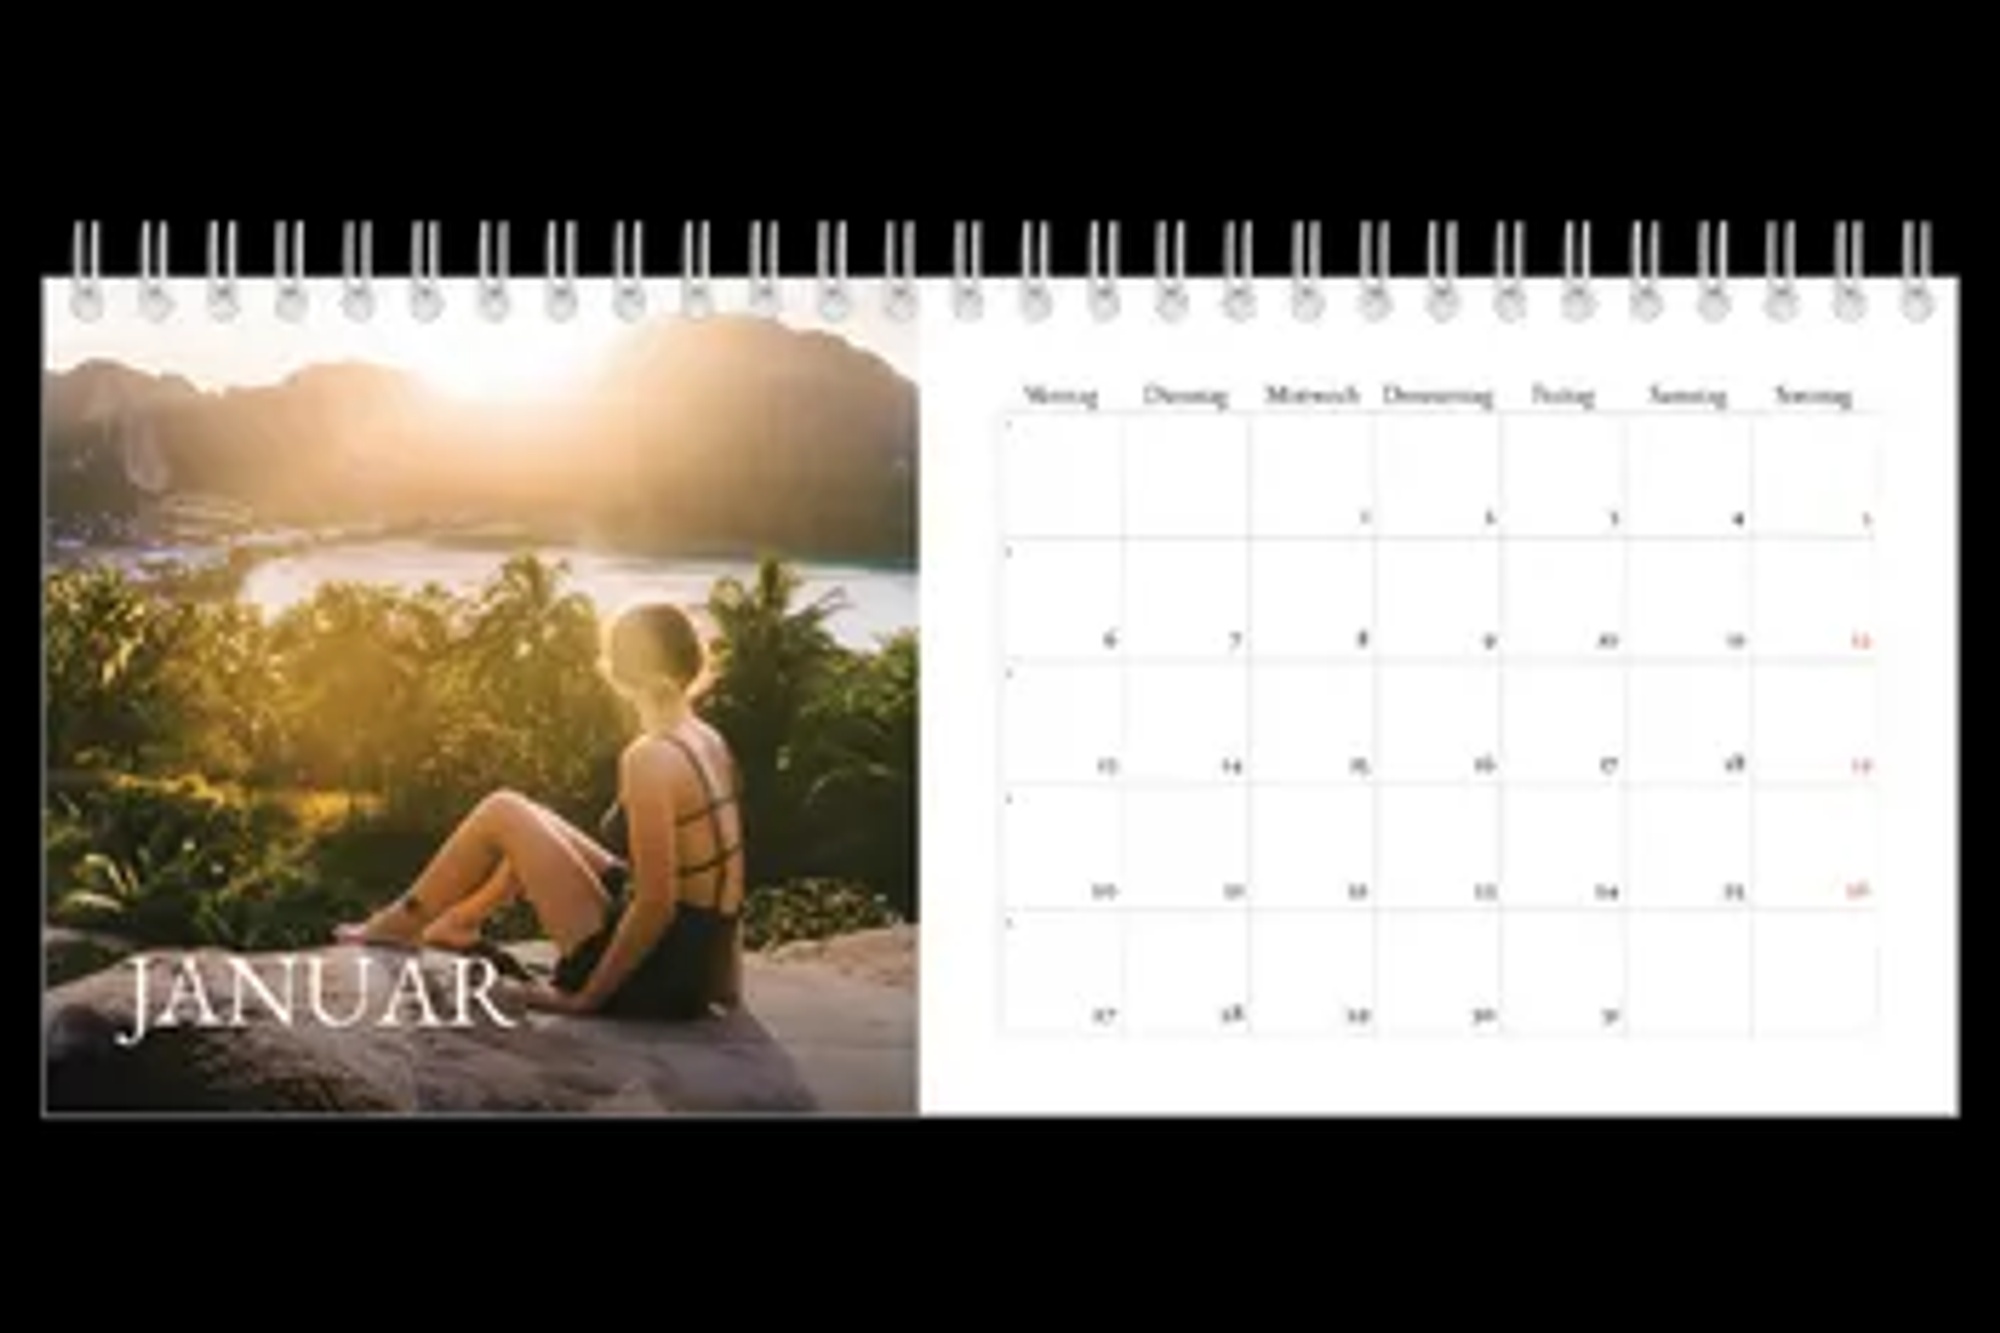 JANUAR
Montag Dienstag Mittwoch Donnerstag Freitag Samstag Sonntag
1 2 3 4 5
6 7 8 9 10 11 12
13 14 15 16 17 18 19
20 21 22 23 24 25 26
27 28 29 30 31